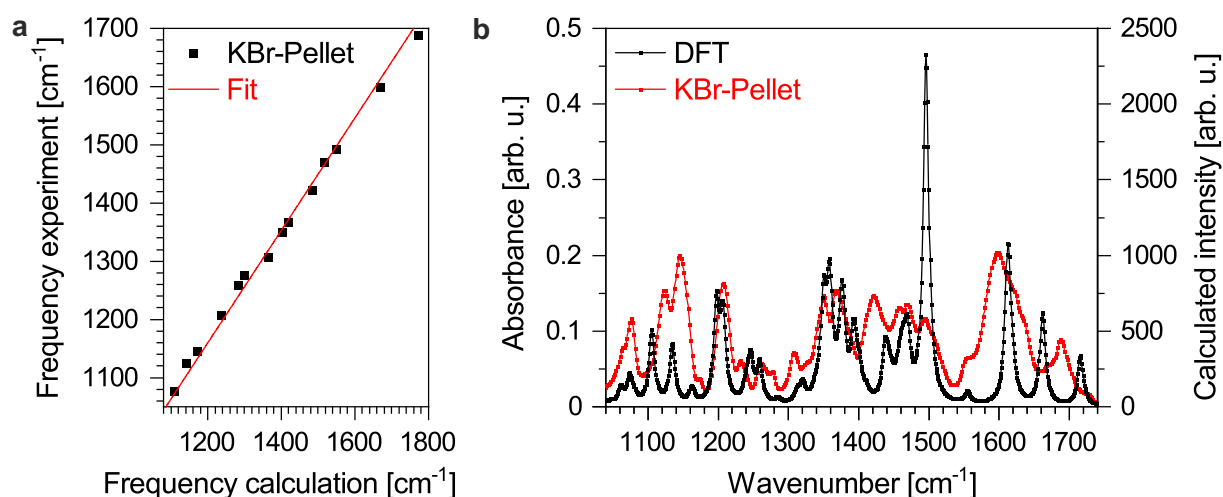 a
1700
1600
1500
1400
1300
1200
1100
1200 1400 1600 1800
Frequency experiment [cm-1]
Frequency calculation [cm-1]
KBr-Pellet
Fit
b
0.5
0.4
0.3
0.2
0.1
0
Absorbance [arb. u.]
DFT
KBr-Pellet
2500
2000
1500
1000
500
0
Calculated intensity [arb. u.]
1100 1200 1300 1400 1500 1600 1700
Wavenumber [cm-1]